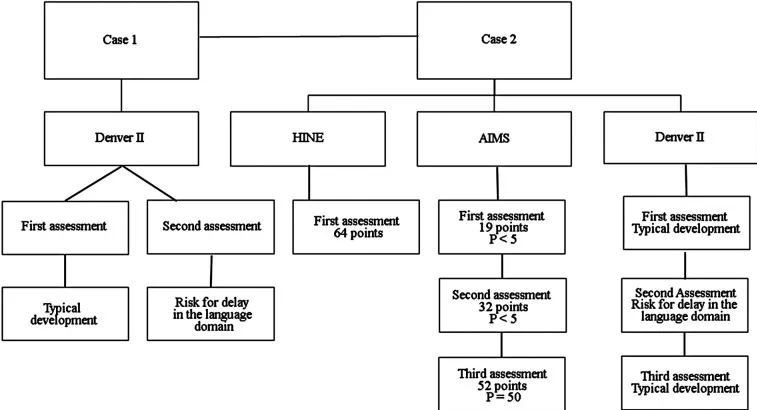 Case 1
Case 2
Denver II
HINE
AIMS
Denver II
First assessment
Second assessment
First assessment
64 points
First assessment
19 points
P < 5
First assessment
Typical development
Typical
development
Risk for delay
in the language
domain
Second assessment
32 points
P < 5
Second Assessment
Risk for delay in the
language domain
Third assessment
52 points
P = 50
Third assessment
Typical development